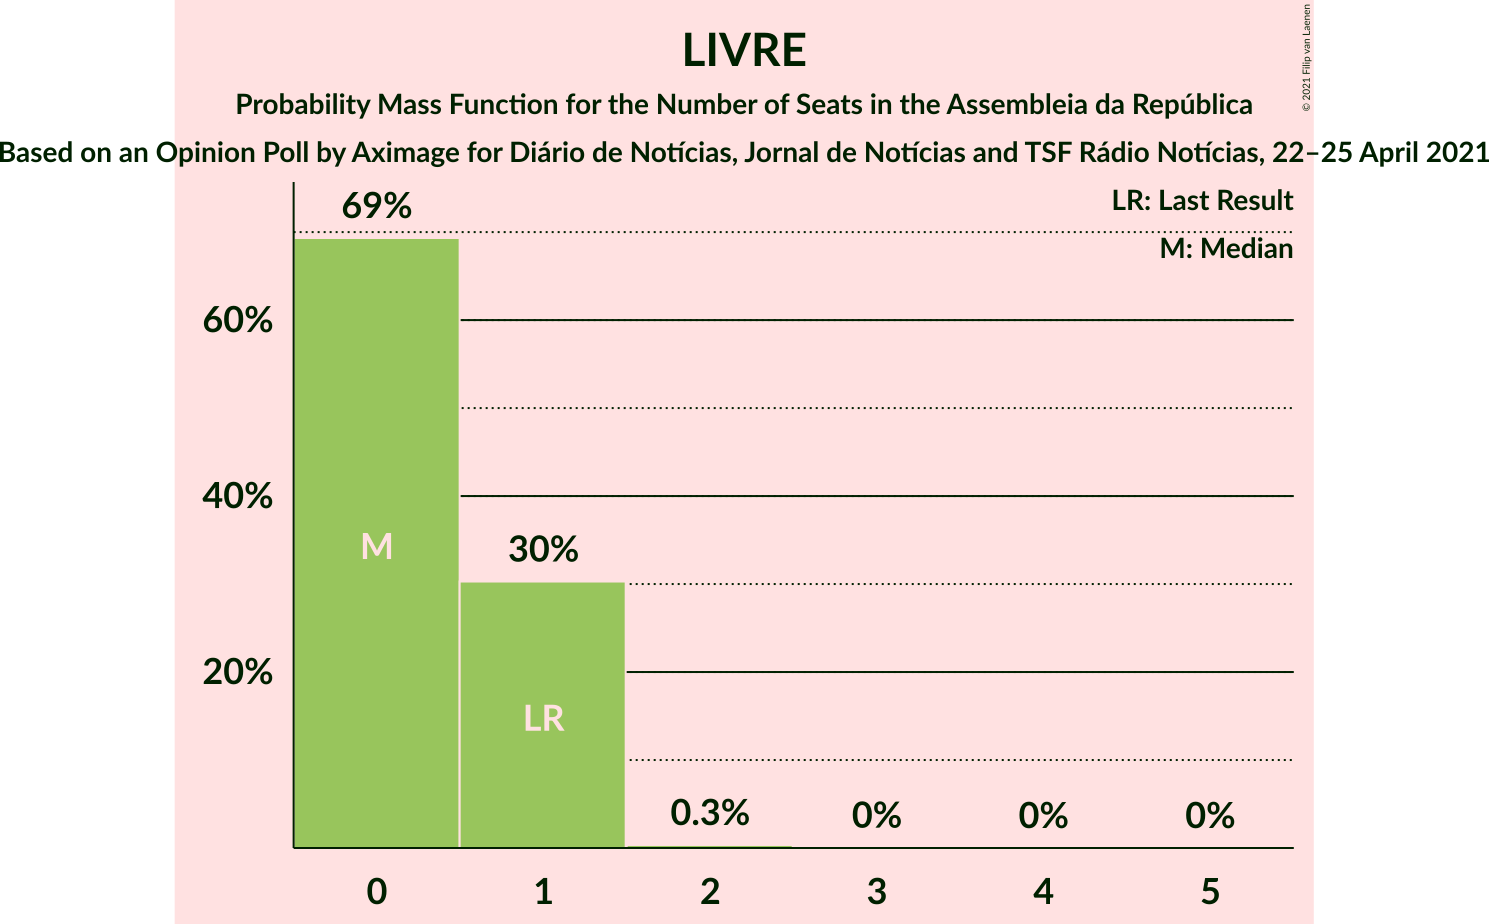 LIVRE
Probability Mass Function for the Number of Seats in the Assembleia da República
Based on an Opinion Poll by Aximage for Diário de Notícias, Jornal de Notícias and TSF Rádio Notícias, 22–25 April 2021
© 2021 Filip van Laenen
LR: Last Result
M: Median
69%
60%
40%
M
30%
20%
LR
0.3%
0%
0%
0%
0
1
2
3
4
5